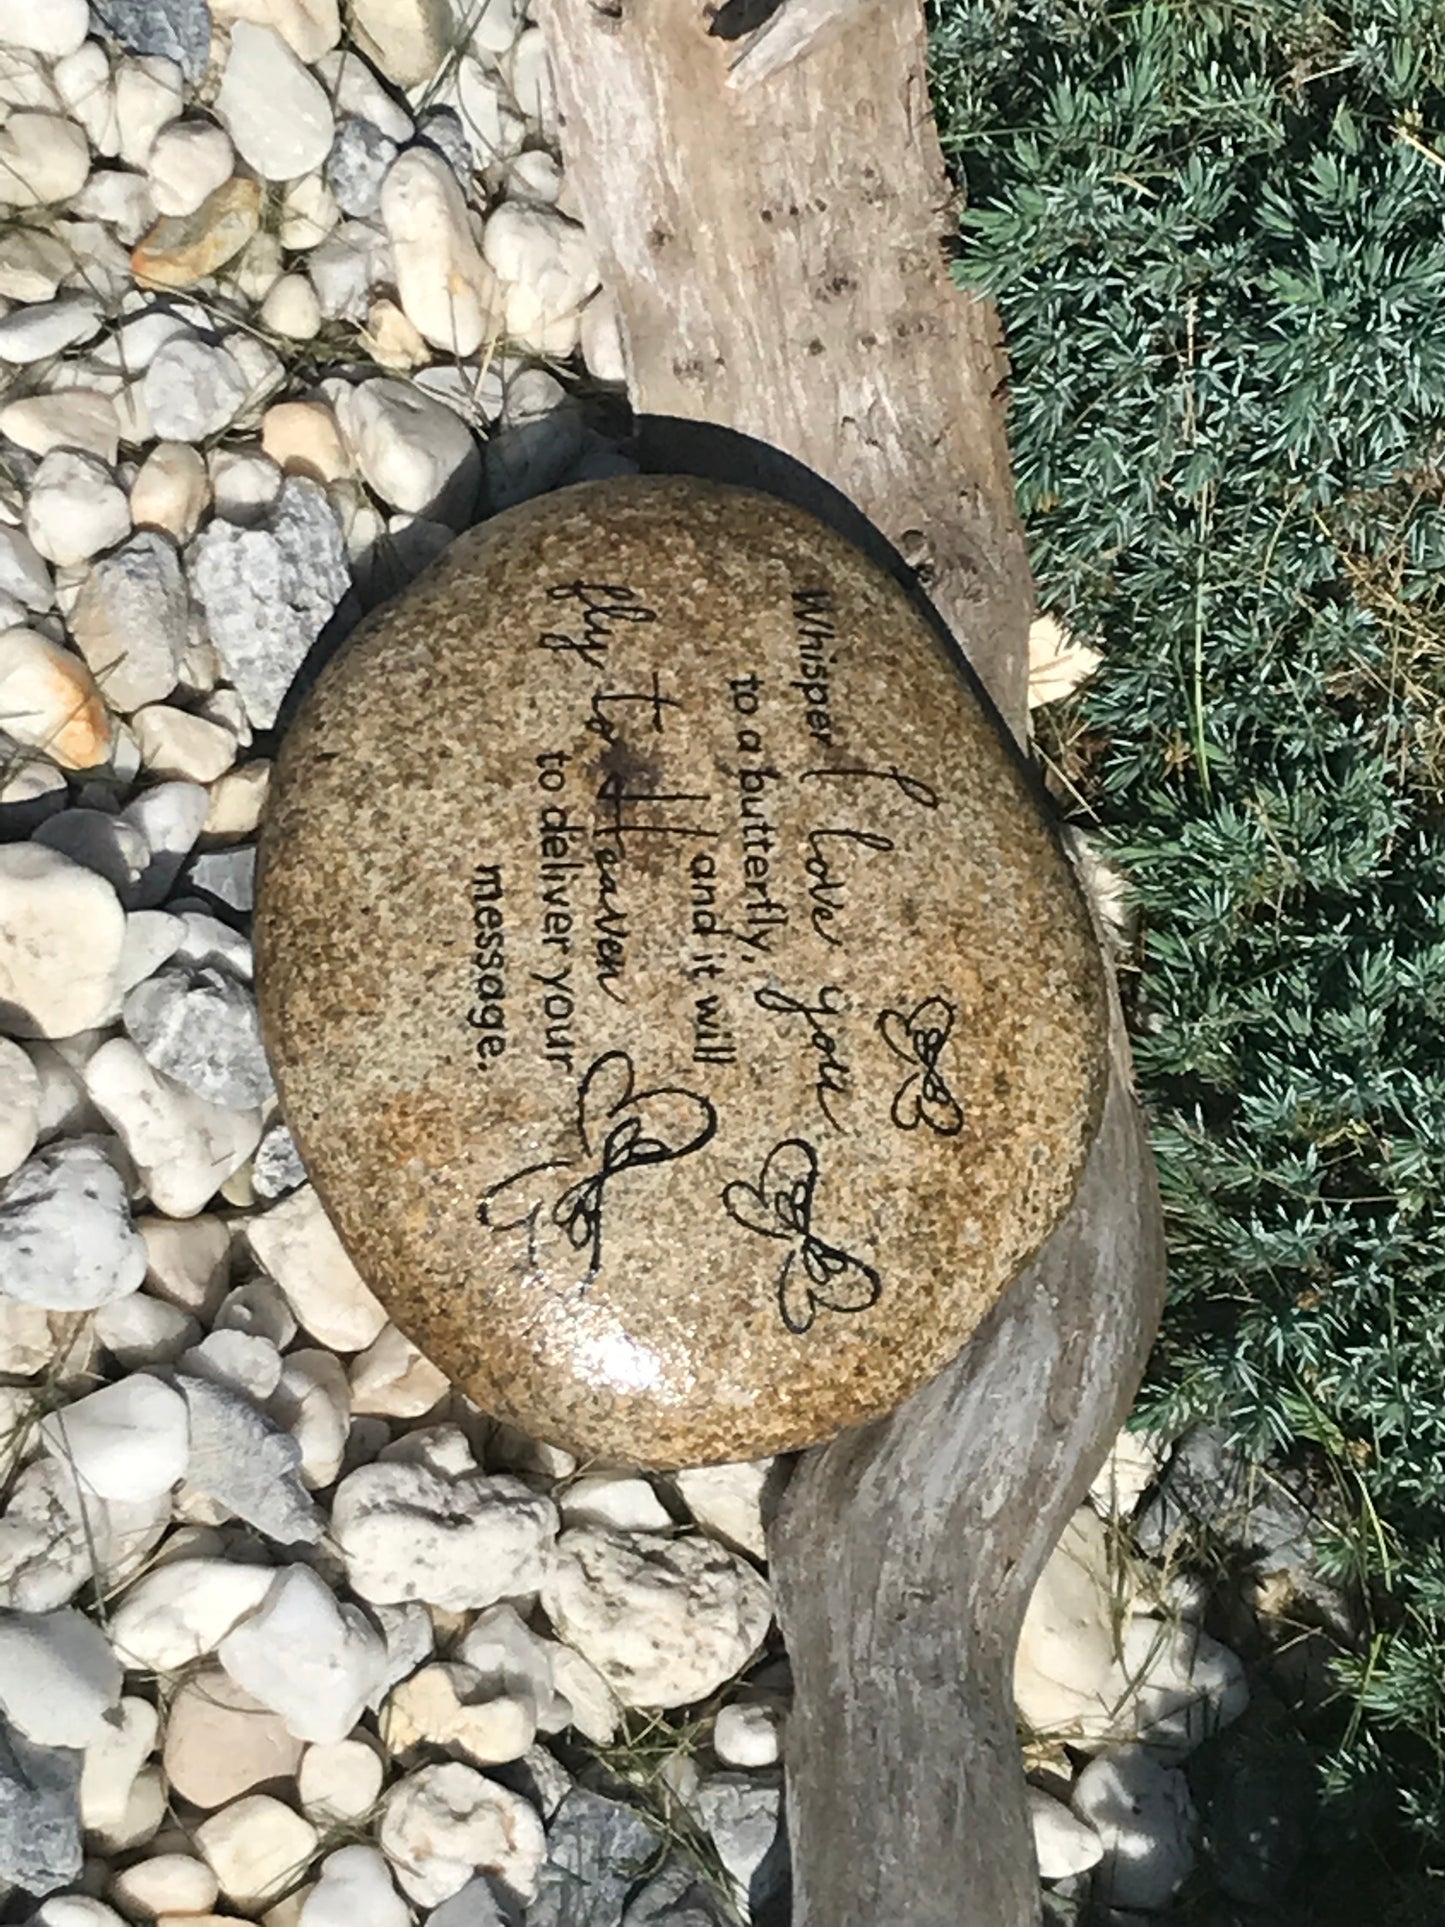 Whisper I love you
to a butterfly,
and it will
fly to Heaven
to deliver your
message.